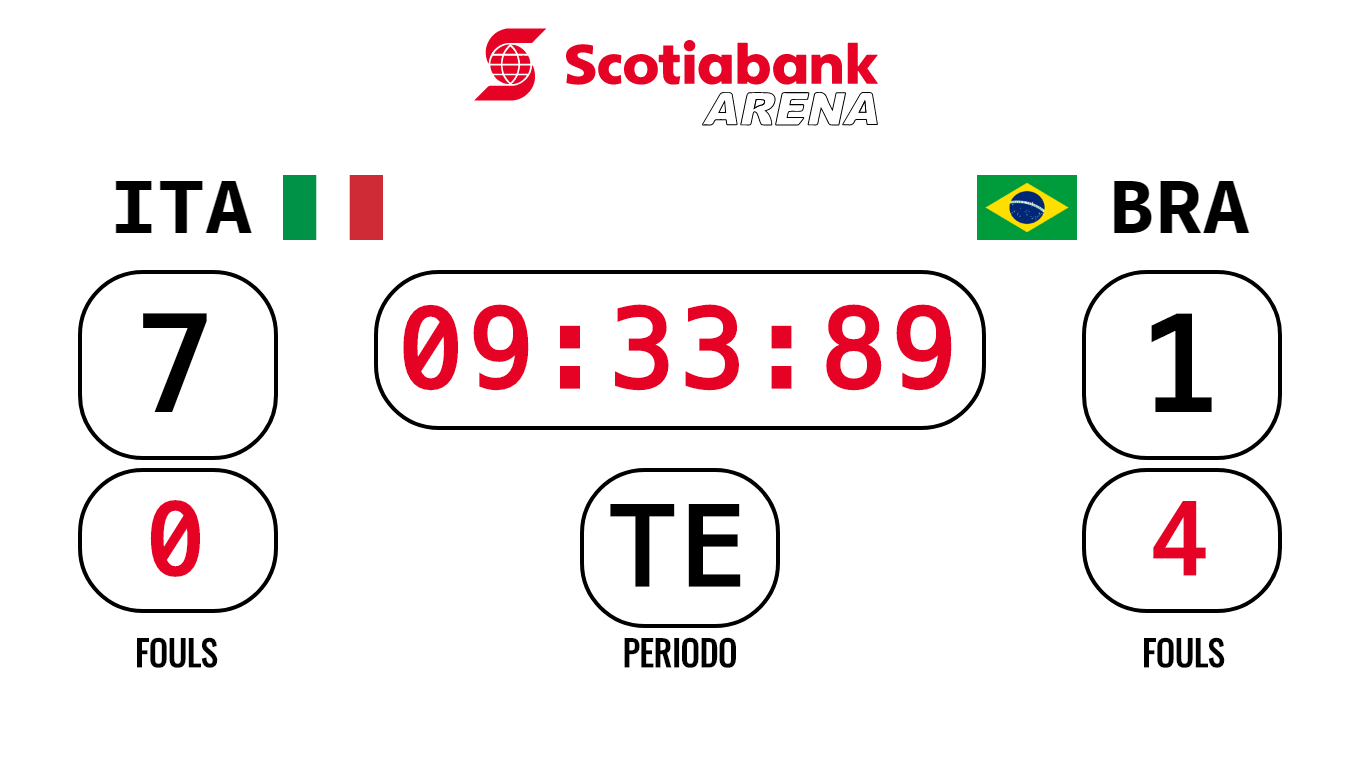 Scotiabank
ARENA
ITA
BRA
7
09:33:89
1
0
TE
4
FOULS
PERIODO
FOULS